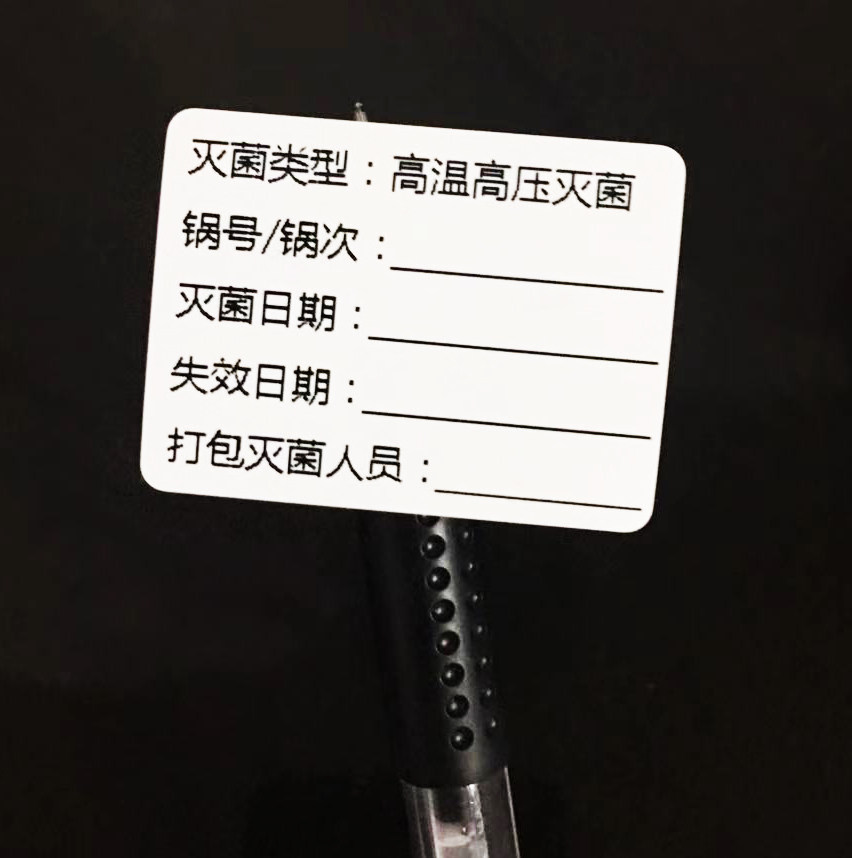 灭菌类型：高温高压灭菌
锅号/锅次：
灭菌日期：
失效日期：
打包灭菌人员：